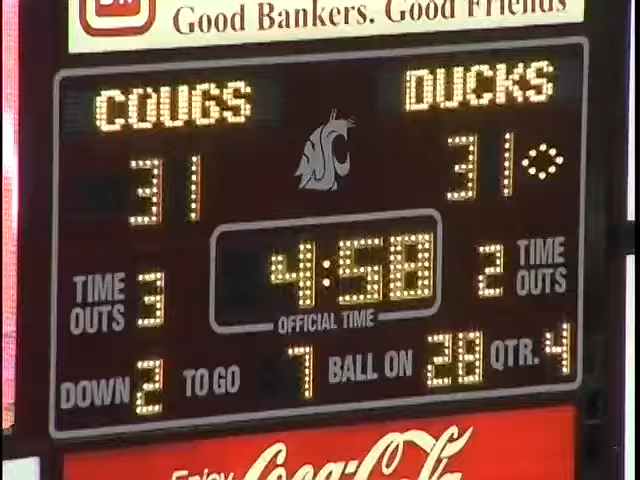 Good Bankers. Good Friends
COUGS DUCKS
31 31
4:58
TIME OUTS 3
2 TIME OUTS
OFFICIAL TIME
DOWN 2 TO GO 7 BALL ON 28 QTR. 4
Enjoy
Coca-Cola